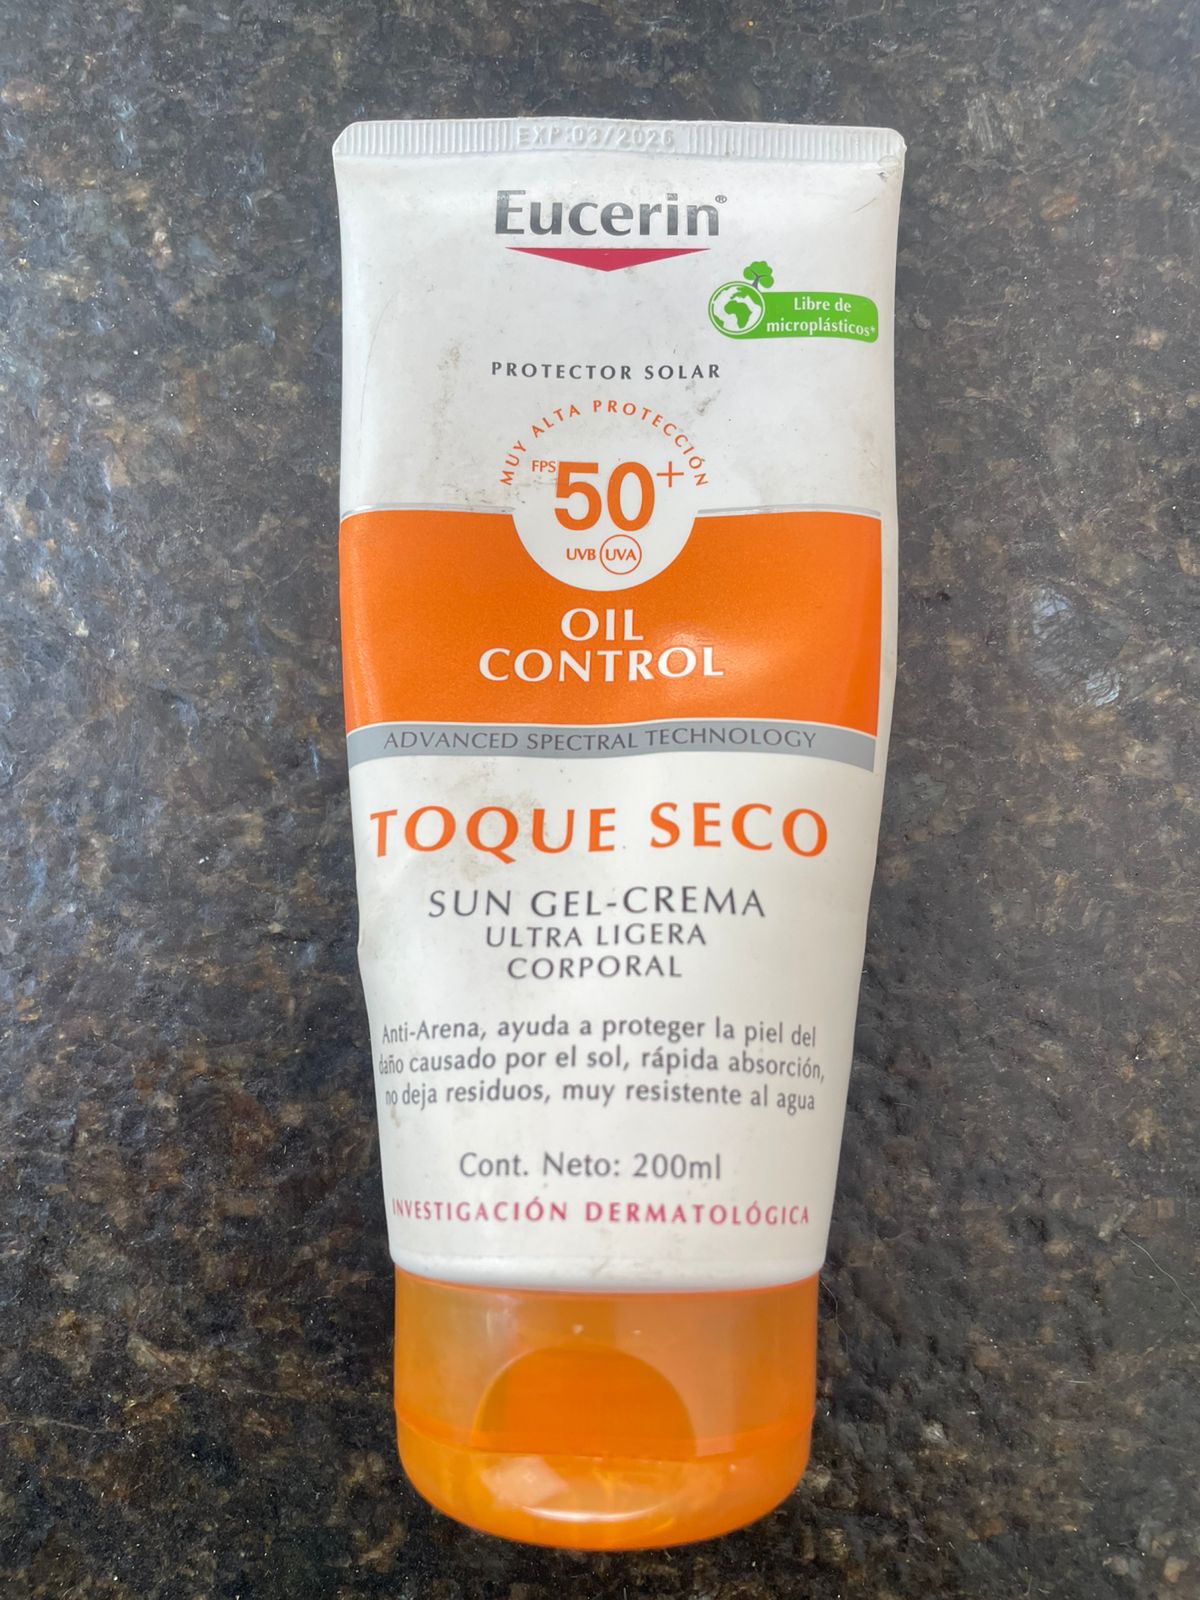 EXP:03/2026
Eucerin®
Libre de
microplásticos*
PROTECTOR SOLAR
MUY ALTA PROTECCIÓN
FPS 50+
UVB UVA
OIL
CONTROL
ADVANCED SPECTRAL TECHNOLOGY
TOQUE SECO
SUN GEL-CREMA
ULTRA LIGERA
CORPORAL
Anti-Arena, ayuda a proteger la piel del
daño causado por el sol, rápida absorción,
no deja residuos, muy resistente al agua
Cont. Neto: 200ml
INVESTIGACIÓN DERMATOLÓGICA